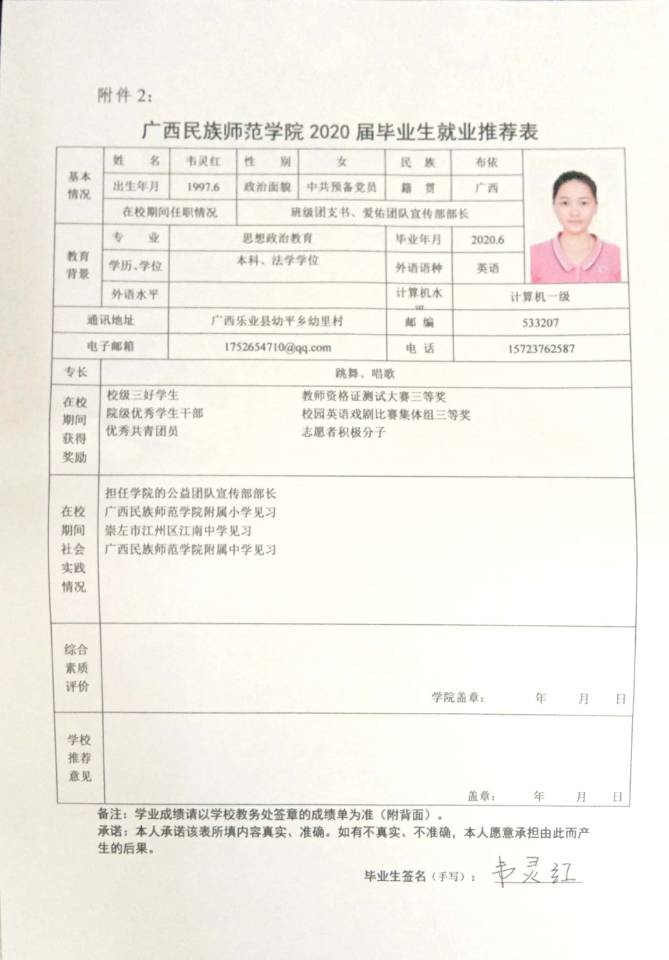 附件 2：
广西民族师范学院 2020 届毕业生就业推荐表
基本情况
姓 名 韦灵红 性 别 女 民 族 布依
出生年月 1997.6 政治面貌 中共预备党员 籍 贯 广西
在校期间任职情况 班级团支书、爱佑团队宣传部部长
教育背景
专 业 思想政治教育 毕业年月 2020.6
学历、学位 本科、法学学位 外语语种 英语
外语水平 计算机水平 计算机一级
通讯地址 广西乐业县幼平乡幼里村 邮 编 533207
电子邮箱 1752654710@qq.com 电 话 15723762587
专长 跳舞、唱歌
在校期间获得奖励
校级三好学生 教师资格证测试大赛三等奖
院级优秀学生干部 校园英语戏剧比赛集体组三等奖
优秀共青团员 志愿者积极分子
在校期间社会实践情况
担任学院的公益团队宣传部部长
广西民族师范学院附属小学见习
崇左市江州区江南中学见习
广西民族师范学院附属中学见习
综合素质评价
学院盖章： 年 月 日
学校推荐意见
盖章： 年 月 日
备注：学业成绩请以学校教务处签章的成绩单为准（附背面）。
承诺：本人承诺该表所填内容真实、准确。如有不真实、不准确，本人愿意承担由此而产
生的后果。
毕业生签名（手写）：韦灵红